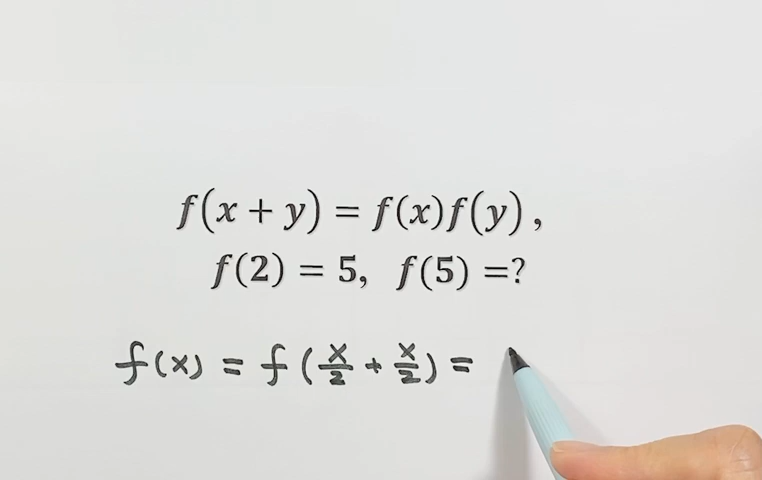 f(x + y) = f(x)f(y),
f(2) = 5, f(5) =?
f(x) = f(x/2 + x/2) =